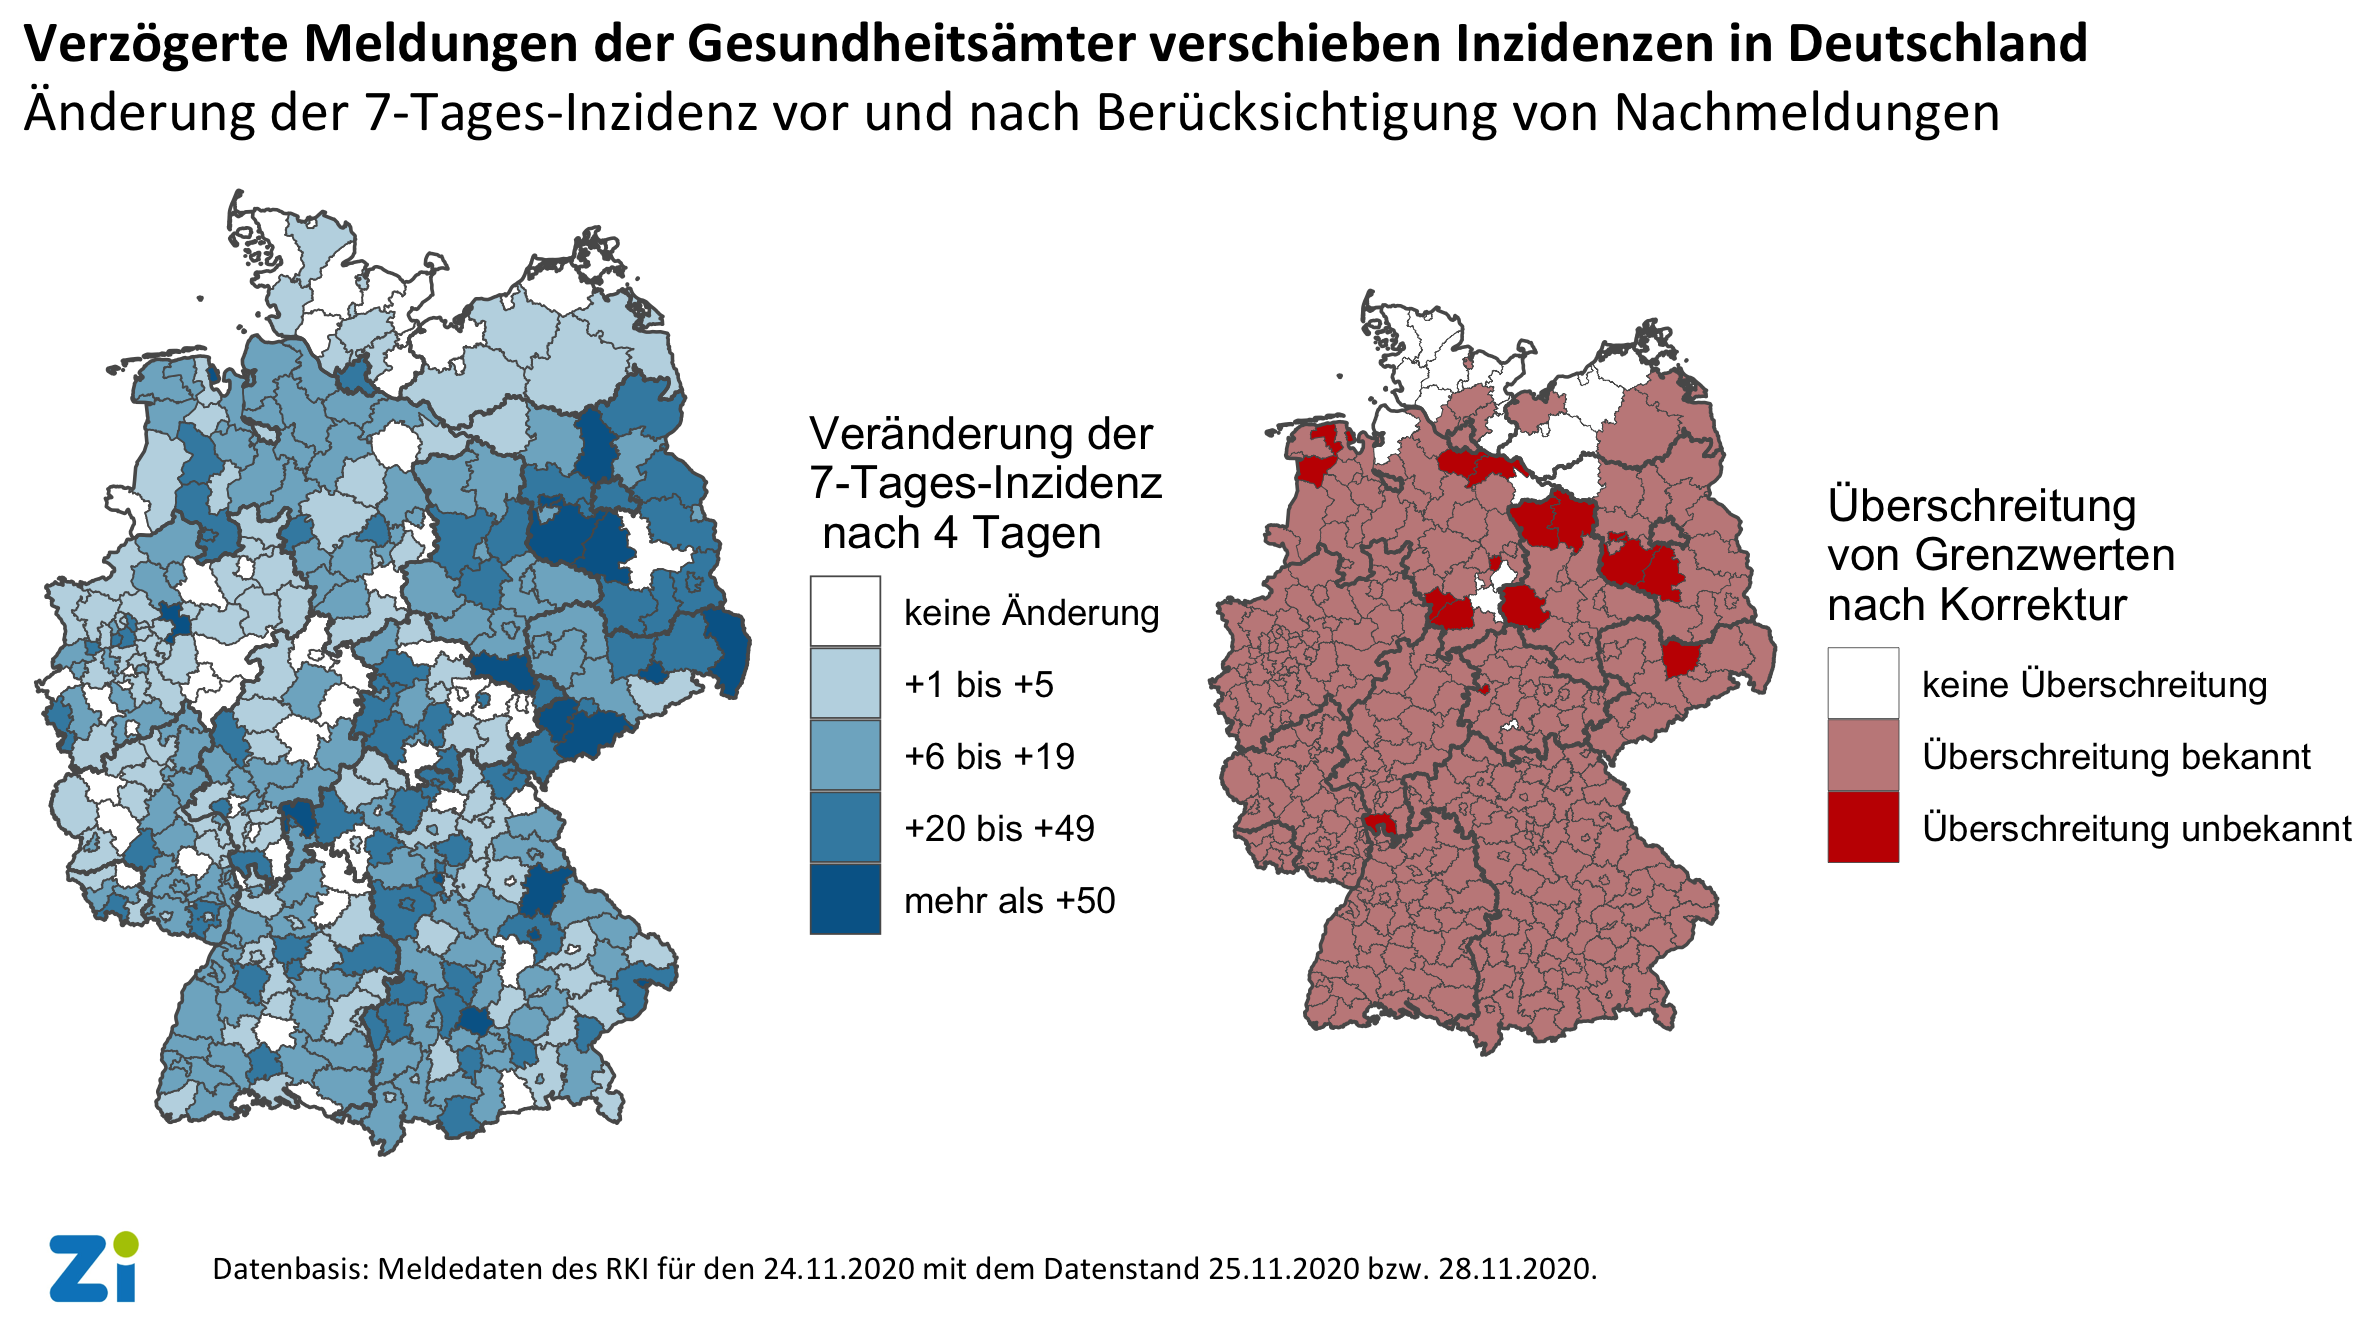 Verzögerte Meldungen der Gesundheitsämter verschieben Inzidenzen in Deutschland
Änderung der 7-Tages-Inzidenz vor und nach Berücksichtigung von Nachmeldungen
Veränderung der
7-Tages-Inzidenz
nach 4 Tagen
keine Änderung
+1 bis +5
+6 bis +19
+20 bis +49
mehr als +50
Überschreitung
von Grenzwerten
nach Korrektur
keine Überschreitung
Überschreitung bekannt
Überschreitung unbekannt
Zi
Datenbasis: Meldedaten des RKI für den 24.11.2020 mit dem Datenstand 25.11.2020 bzw. 28.11.2020.